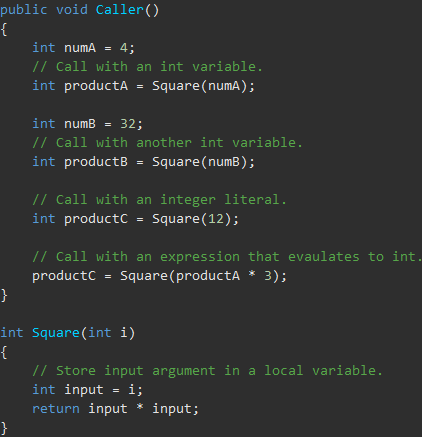 public void Caller()
{
    int numA = 4;
    // Call with an int variable.
    int productA = Square(numA);

    int numB = 32;
    // Call with another int variable.
    int productB = Square(numB);

    // Call with an integer literal.
    int productC = Square(12);

    // Call with an expression that evaulates to int.
    productC = Square(productA * 3);
}

int Square(int i)
{
    // Store input argument in a local variable.
    int input = i;
    return input * input;
}